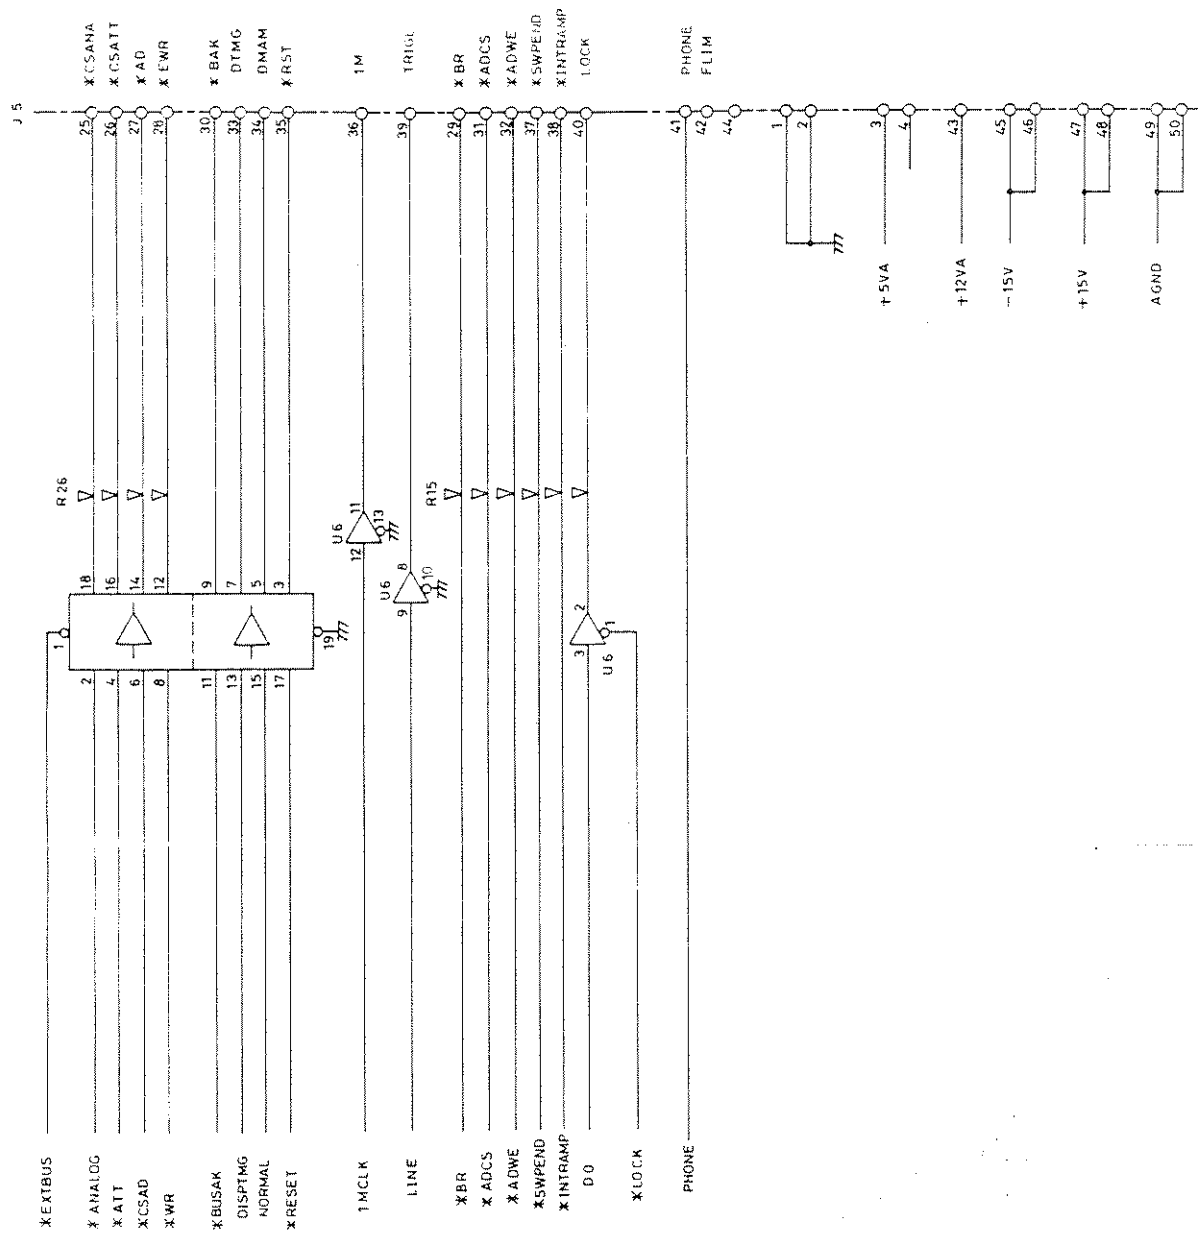 J 5
*EXTBUS 1
*ANALOG 2 18 R 26 25 *CSANA
*ATT 4 16 26 *CSATT
*CSAD 6 14 27 *AD
*WR 8 12 28 *EWR
*BUSAK 11 9 30 *BAK
DISPTMG 13 7 33 DTMG
NORMAL 15 5 34 DMAM
*RESET 17 3 35 *RST
19
1MCLK 12 U6 11 13 36 1M
LINE 9 U6 8 10 39
*BR R15 29 *BR
*ADCS 31 *ADCS
*ADWE 32 *ADWE
*SWPEND 37 *SWPEND
*INTRAMP 38 *INTRAMP
D0 3 2 40 LOCK
*LOCK U6 1
PHONE 41 PHONE
42 FLIM
44
1
2
+5VA 3
4
+12VA 43
-15V 45
46
+15V 47
48
AGND 49
50